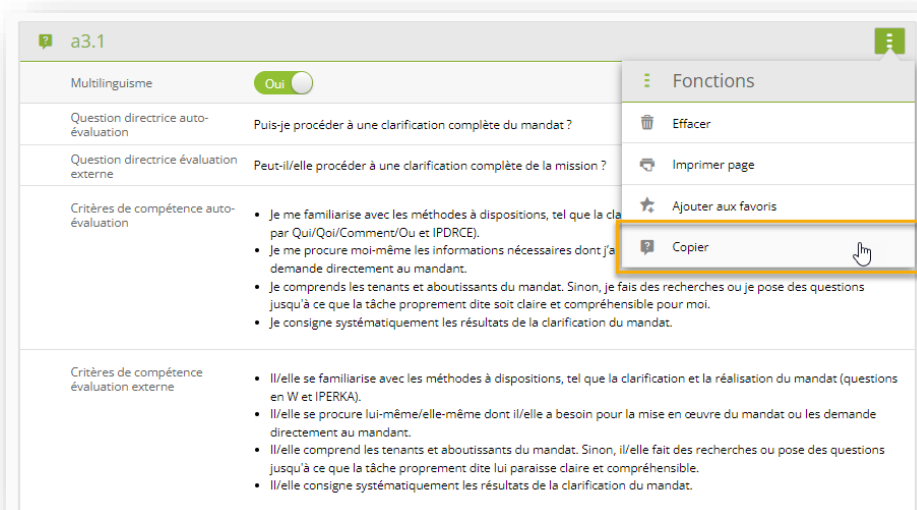 a3.1
Multilinguisme
Oui
Fonctions
Question directrice auto-
évaluation
Puis-je procéder à une clarification complète du mandat ?
Effacer
Question directrice évaluation
externe
Peut-il/elle procéder à une clarification complète de la mission ?
Imprimer page
Ajouter aux favoris
Copier
Critères de compétence auto-
évaluation
• Je me familiarise avec les méthodes à dispositions, tel que la cla
par Qui/Qoi/Comment/Ou et IPDRCE).
• Je me procure moi-même les informations nécessaires dont j'a
demande directement au mandant.
• Je comprends les tenants et aboutissants du mandat. Sinon, je fais des recherches ou je pose des questions
jusqu'à ce que la tâche proprement dite soit claire et compréhensible pour moi.
• Je consigne systématiquement les résultats de la clarification du mandat.
Critères de compétence
évaluation externe
• Il/elle se familiarise avec les méthodes à dispositions, tel que la clarification et la réalisation du mandat (questions
en W et IPERKA).
• Il/elle se procure lui-même/elle-même dont il/elle a besoin pour la mise en œuvre du mandat ou les demande
directement au mandant.
• Il/elle comprend les tenants et aboutissants du mandat. Sinon, il/elle fait des recherches ou pose des questions
jusqu'à ce que la tâche proprement dite lui paraisse claire et compréhensible.
• Il/elle consigne systématiquement les résultats de la clarification du mandat.